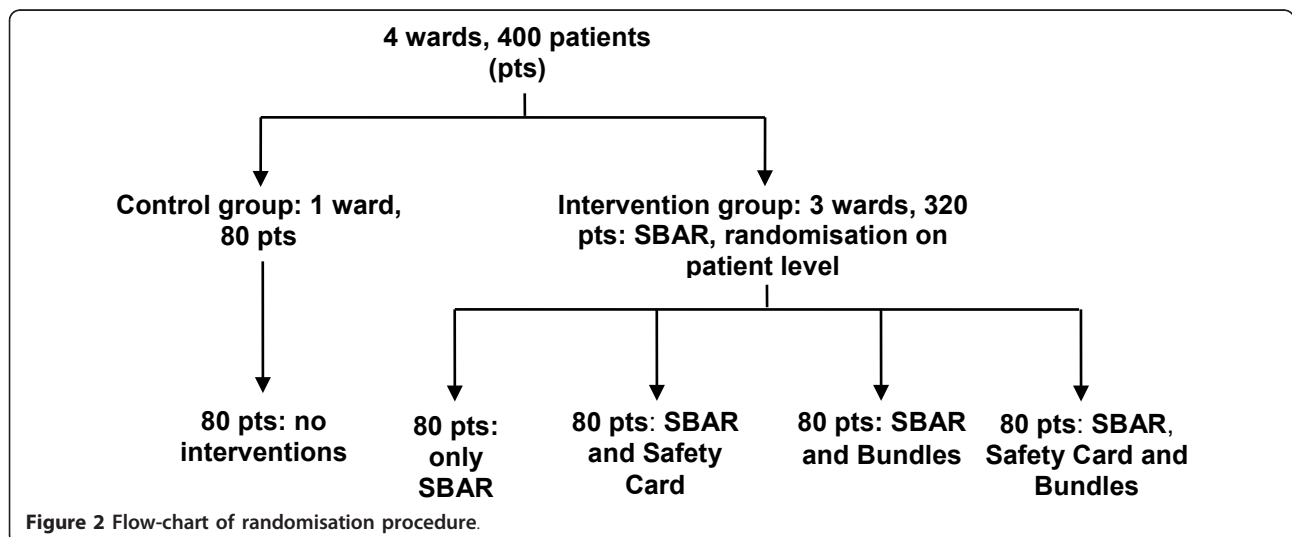 4 wards, 400 patients
(pts)
Control group: 1 ward,
80 pts
Intervention group: 3 wards, 320
pts: SBAR, randomisation on
patient level
80 pts: no
interventions
80 pts:
only
SBAR
80 pts: SBAR
and Safety
Card
80 pts: SBAR
and Bundles
80 pts: SBAR,
Safety Card and
Bundles
Figure 2 Flow-chart of randomisation procedure.